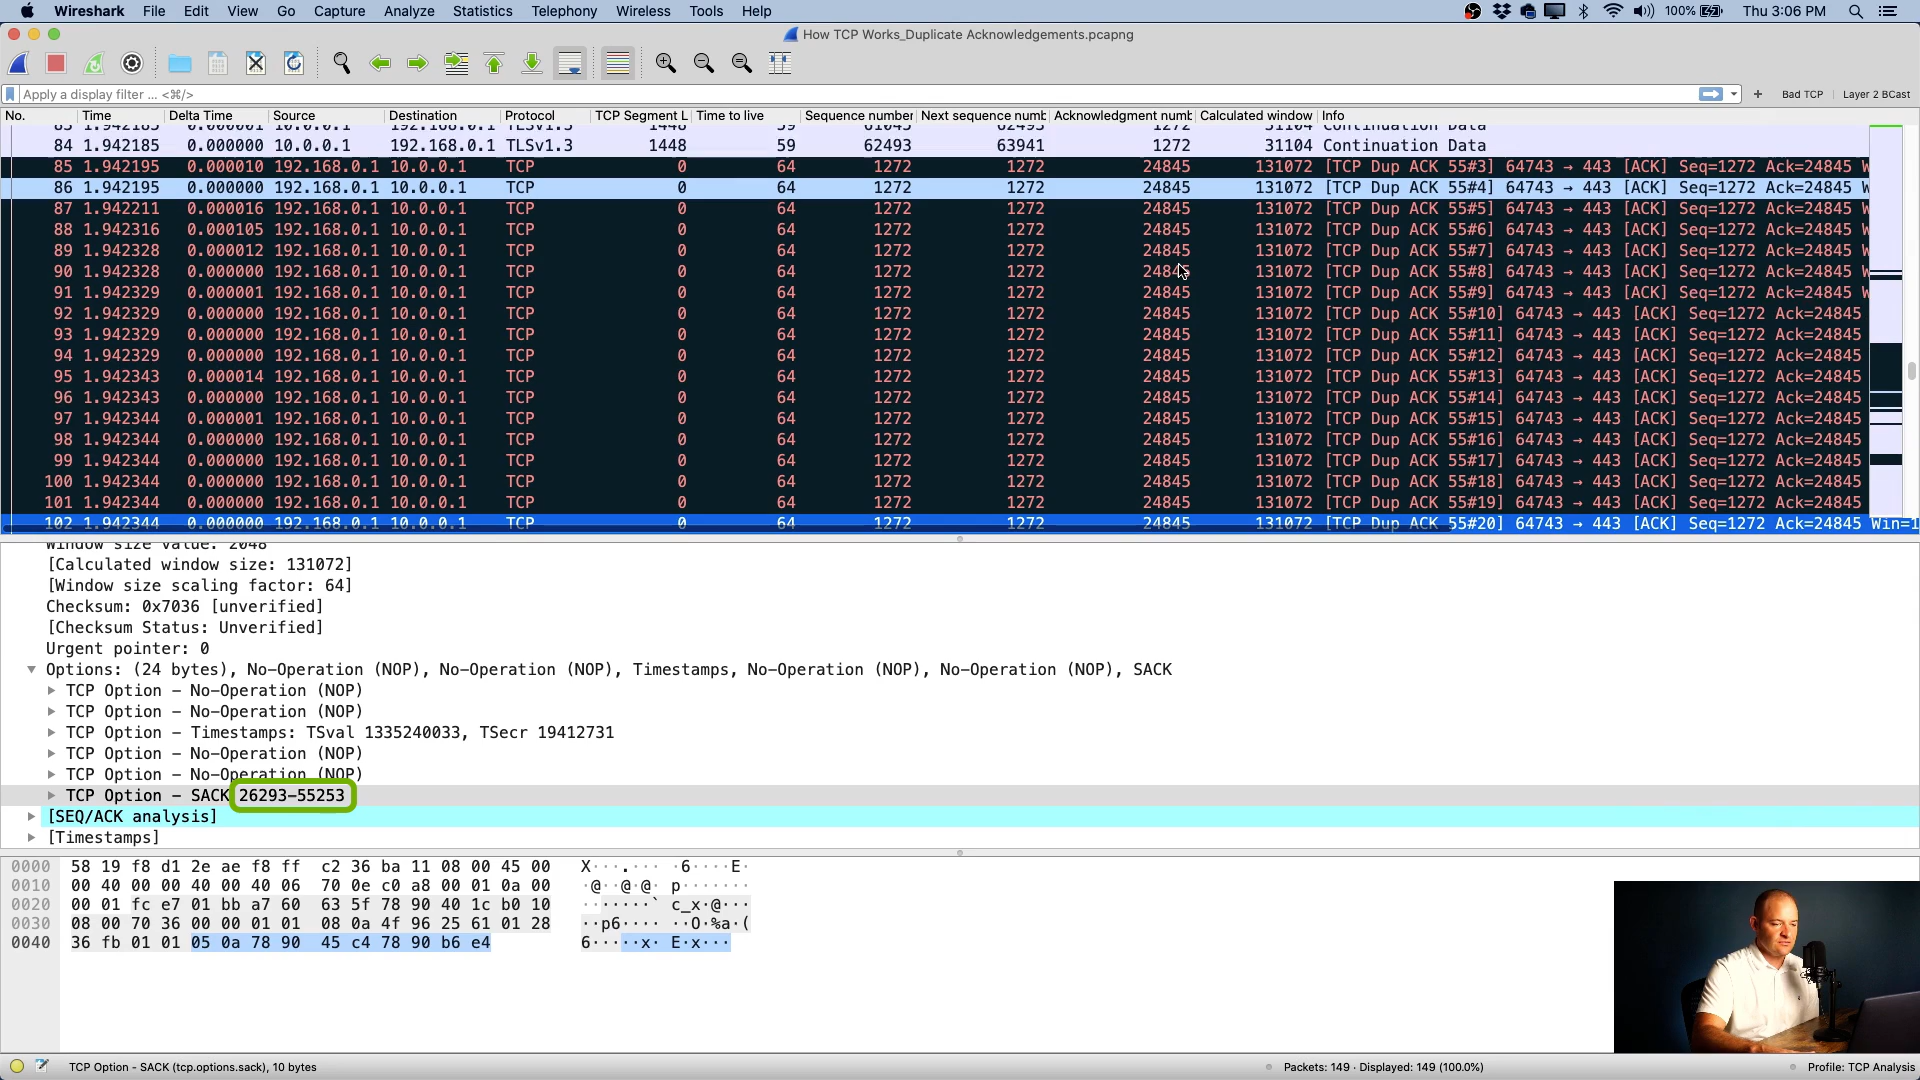 Wireshark File Edit View Go Capture Analyze Statistics Telephony Wireless Tools Help 100% Thu 3:06 PM
How TCP Works_Duplicate Acknowledgements.pcapng
Apply a display filter ... <⌘/> + Bad TCP Layer 2 BCast
No. Time Delta Time Source Destination Protocol TCP Segment L Time to live Sequence number Next sequence numb Acknowledgment numb Calculated window Info
83 1.942185 0.000001 10.0.0.1 192.168.0.1 TLSv1.3 1448 59 61045 62493 1272 31104 Continuation Data
84 1.942185 0.000000 10.0.0.1 192.168.0.1 TLSv1.3 1448 59 62493 63941 1272 31104 Continuation Data
85 1.942195 0.000010 192.168.0.1 10.0.0.1 TCP 0 64 1272 1272 24845 131072 [TCP Dup ACK 55#3] 64743 → 443 [ACK] Seq=1272 Ack=24845 W
86 1.942195 0.000000 192.168.0.1 10.0.0.1 TCP 0 64 1272 1272 24845 131072 [TCP Dup ACK 55#4] 64743 → 443 [ACK] Seq=1272 Ack=24845 W
87 1.942211 0.000016 192.168.0.1 10.0.0.1 TCP 0 64 1272 1272 24845 131072 [TCP Dup ACK 55#5] 64743 → 443 [ACK] Seq=1272 Ack=24845 W
88 1.942316 0.000105 192.168.0.1 10.0.0.1 TCP 0 64 1272 1272 24845 131072 [TCP Dup ACK 55#6] 64743 → 443 [ACK] Seq=1272 Ack=24845 W
89 1.942328 0.000012 192.168.0.1 10.0.0.1 TCP 0 64 1272 1272 24845 131072 [TCP Dup ACK 55#7] 64743 → 443 [ACK] Seq=1272 Ack=24845 W
90 1.942328 0.000000 192.168.0.1 10.0.0.1 TCP 0 64 1272 1272 24845 131072 [TCP Dup ACK 55#8] 64743 → 443 [ACK] Seq=1272 Ack=24845 W
91 1.942329 0.000001 192.168.0.1 10.0.0.1 TCP 0 64 1272 1272 24845 131072 [TCP Dup ACK 55#9] 64743 → 443 [ACK] Seq=1272 Ack=24845 W
92 1.942329 0.000000 192.168.0.1 10.0.0.1 TCP 0 64 1272 1272 24845 131072 [TCP Dup ACK 55#10] 64743 → 443 [ACK] Seq=1272 Ack=24845
93 1.942329 0.000000 192.168.0.1 10.0.0.1 TCP 0 64 1272 1272 24845 131072 [TCP Dup ACK 55#11] 64743 → 443 [ACK] Seq=1272 Ack=24845
94 1.942329 0.000000 192.168.0.1 10.0.0.1 TCP 0 64 1272 1272 24845 131072 [TCP Dup ACK 55#12] 64743 → 443 [ACK] Seq=1272 Ack=24845
95 1.942343 0.000014 192.168.0.1 10.0.0.1 TCP 0 64 1272 1272 24845 131072 [TCP Dup ACK 55#13] 64743 → 443 [ACK] Seq=1272 Ack=24845
96 1.942343 0.000000 192.168.0.1 10.0.0.1 TCP 0 64 1272 1272 24845 131072 [TCP Dup ACK 55#14] 64743 → 443 [ACK] Seq=1272 Ack=24845
97 1.942344 0.000001 192.168.0.1 10.0.0.1 TCP 0 64 1272 1272 24845 131072 [TCP Dup ACK 55#15] 64743 → 443 [ACK] Seq=1272 Ack=24845
98 1.942344 0.000000 192.168.0.1 10.0.0.1 TCP 0 64 1272 1272 24845 131072 [TCP Dup ACK 55#16] 64743 → 443 [ACK] Seq=1272 Ack=24845
99 1.942344 0.000000 192.168.0.1 10.0.0.1 TCP 0 64 1272 1272 24845 131072 [TCP Dup ACK 55#17] 64743 → 443 [ACK] Seq=1272 Ack=24845
100 1.942344 0.000000 192.168.0.1 10.0.0.1 TCP 0 64 1272 1272 24845 131072 [TCP Dup ACK 55#18] 64743 → 443 [ACK] Seq=1272 Ack=24845
101 1.942344 0.000000 192.168.0.1 10.0.0.1 TCP 0 64 1272 1272 24845 131072 [TCP Dup ACK 55#19] 64743 → 443 [ACK] Seq=1272 Ack=24845
102 1.942344 0.000000 192.168.0.1 10.0.0.1 TCP 0 64 1272 1272 24845 131072 [TCP Dup ACK 55#20] 64743 → 443 [ACK] Seq=1272 Ack=24845 Win=1
Window size value: 2048
[Calculated window size: 131072]
[Window size scaling factor: 64]
Checksum: 0x7036 [unverified]
[Checksum Status: Unverified]
Urgent pointer: 0
Options: (24 bytes), No-Operation (NOP), No-Operation (NOP), Timestamps, No-Operation (NOP), No-Operation (NOP), SACK
TCP Option – No-Operation (NOP)
TCP Option – No-Operation (NOP)
TCP Option – Timestamps: TSval 1335240033, TSecr 19412731
TCP Option – No-Operation (NOP)
TCP Option – No-Operation (NOP)
TCP Option – SACK 26293–55253
[SEQ/ACK analysis]
[Timestamps]
0000 58 19 f8 d1 2e ae f8 ff c2 36 ba 11 08 00 45 00 X···.··· ·6····E·
0010 00 40 00 00 40 00 40 06 70 0e c0 a8 00 01 0a 00 ·@··@·@· p·······
0020 00 01 fc e7 01 bb a7 60 63 5f 78 90 40 1c b0 10 ·······` c_x·@···
0030 08 00 70 36 00 00 01 01 08 0a 4f 96 25 61 01 28 ··p6···· ··O·%a·(
0040 36 fb 01 01 05 0a 78 90 45 c4 78 90 b6 e4 6·····x· E·x···
TCP Option - SACK (tcp.options.sack), 10 bytes Packets: 149 · Displayed: 149 (100.0%) Profile: TCP Analysis